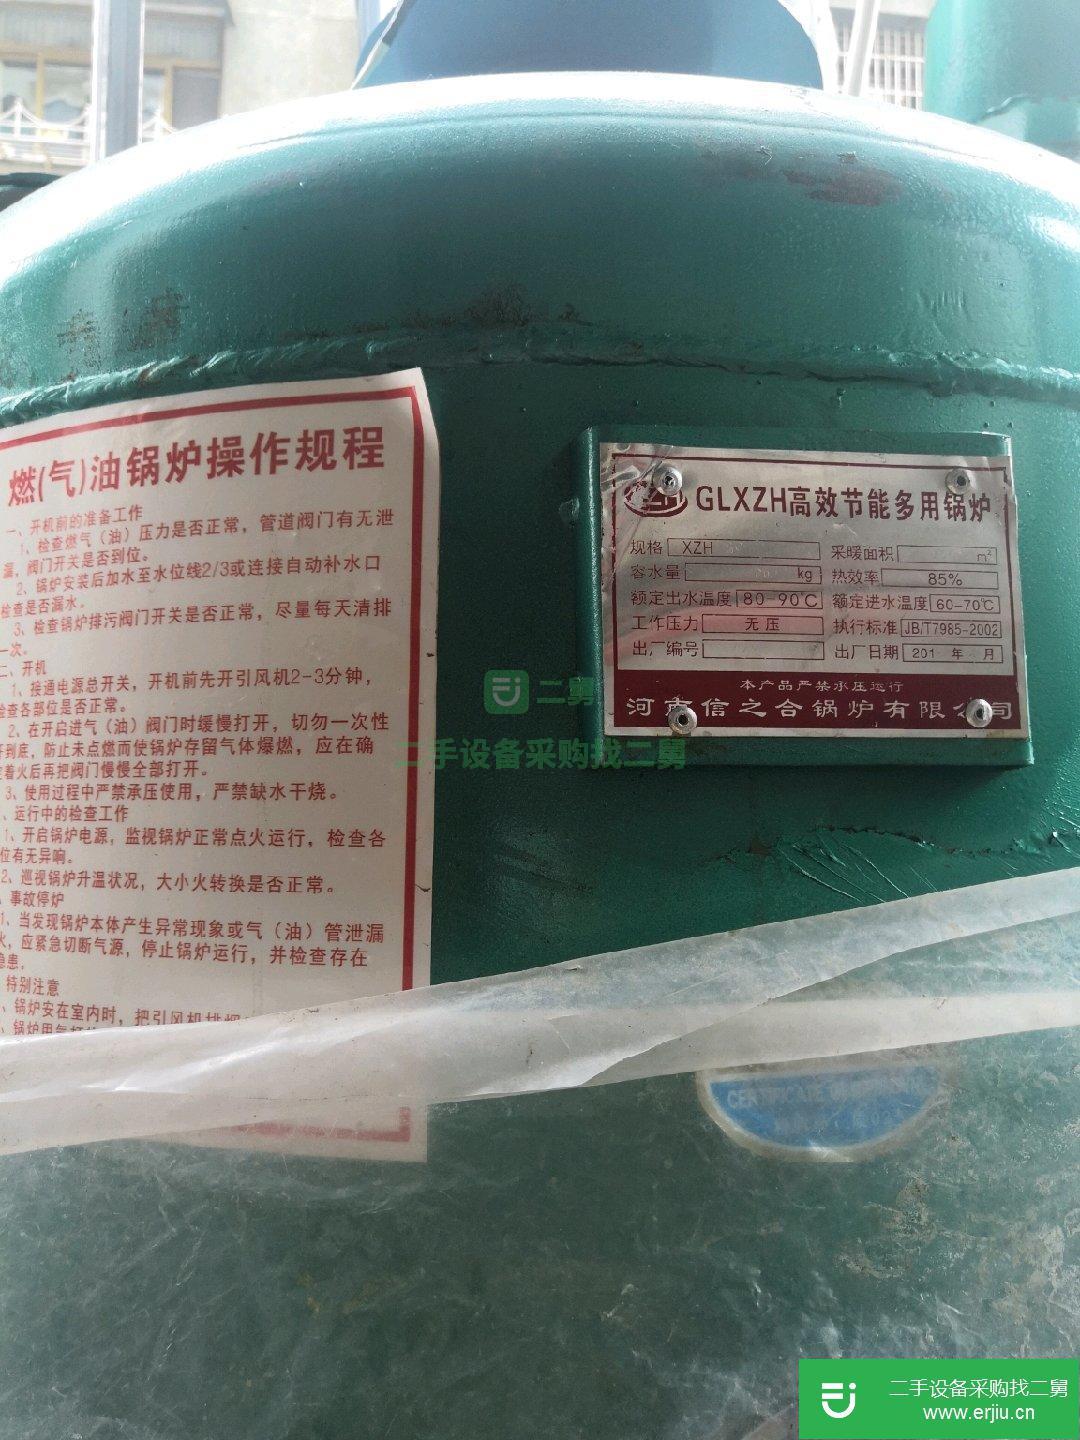 燃(气)油锅炉操作规程
一、开机前的准备工作
1、检查燃气（油）压力是否正常，管道阀门有无泄
漏，阀门开关是否到位。
2、锅炉安装后加水至水位线2/3或连接自动补水口
检查是否漏水。
3、检查锅炉排污阀门开关是否正常，尽量每天清排
一次。
二、开机
1、接通电源总开关，开机前先开引风机2-3分钟，
检查各部位是否正常。
2、在开启进气（油）阀门时缓慢打开，切勿一次性
开到底，防止未点燃而使锅炉存留气体爆燃，应在确
定着火后再把阀门慢慢全部打开。
3、使用过程中严禁承压使用，严禁缺水干烧。
、运行中的检查工作
1、开启锅炉电源，监视锅炉正常点火运行，检查各
位有无异响。
2、巡视锅炉升温状况，大小火转换是否正常。
、事故停炉
1、当发现锅炉本体产生异常现象或气（油）管泄漏
火，应紧急切断气源，停止锅炉运行，并检查存在
隐患。
特别注意
、锅炉安在室内时，把引风机排烟
、锅炉用气
GLXZH高效节能多用锅炉
规格 XZH 采暖面积 m²
容水量 kg 热效率 85%
额定出水温度 80-90℃ 额定进水温度 60-70℃
工作压力 无压 执行标准 JB/T7985-2002
出厂编号 出厂日期 201 年 月
本产品严禁承压运行
河南信之合锅炉有限公司
二舅
二手设备采购找二舅
CERTIFICATE
二手设备采购找二舅
www.erjiu.cn